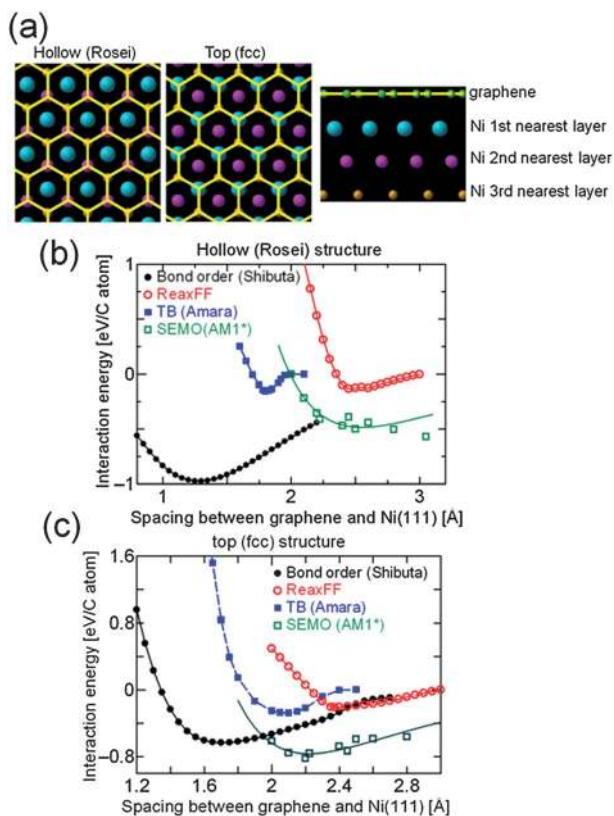 (a)
Hollow (Rosei)
Top (fcc)
graphene
Ni 1st nearest layer
Ni 2nd nearest layer
Ni 3rd nearest layer
(b)
Hollow (Rosei) structure
Interaction energy [eV/C atom]
1
0
−1
Bond order (Shibuta)
ReaxFF
TB (Amara)
SEMO(AM1*)
1 2 3
Spacing between graphene and Ni(111) [Å]
(c)
top (fcc) structure
Interaction energy [eV/C atom]
1.6
0.8
0
−0.8
Bond order (Shibuta)
ReaxFF
TB (Amara)
SEMO (AM1*)
1.2 1.6 2 2.4 2.8
Spacing between graphene and Ni(111) [Å]